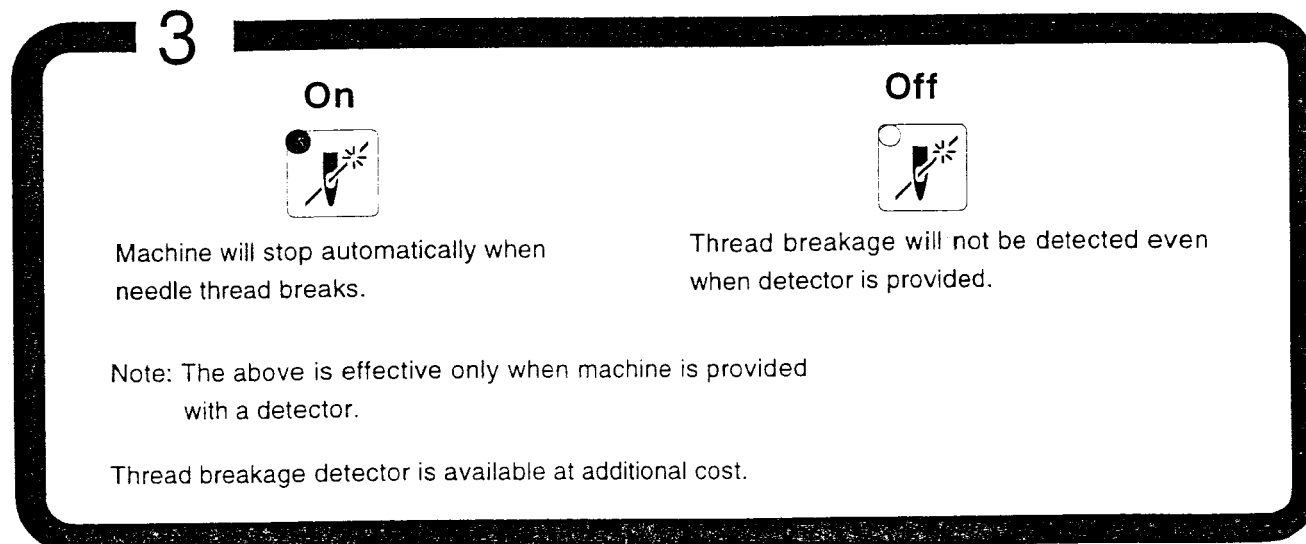 3
On
Off
Machine will stop automatically when
needle thread breaks.
Thread breakage will not be detected even
when detector is provided.
Note: The above is effective only when machine is provided
with a detector.
Thread breakage detector is available at additional cost.